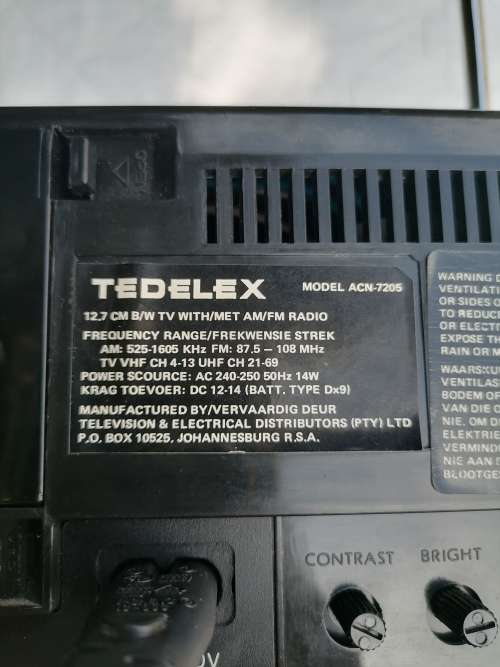 TEDELEX MODEL ACN-7205
12,7 CM B/W TV WITH/MET AM/FM RADIO
FREQUENCY RANGE/FREKWENSIE STREK
AM: 525-1605 KHz FM: 87.5 – 108 MHz
TV VHF CH 4-13 UHF CH 21-69
POWER SCOURCE: AC 240-250 50Hz 14W
KRAG TOEVOER: DC 12-14 (BATT. TYPE Dx9)
MANUFACTURED BY/VERVAARDIG DEUR
TELEVISION & ELECTRICAL DISTRIBUTORS (PTY) LTD
P.O. BOX 10525, JOHANNESBURG R.S.A.
WARNING
VENTILATI
OR SIDES O
TO REDUCE
OR ELECTR
EXPOSE TH
RAIN OR M
WAARSKU
VENTILAS
BODEM OF
VAN DIE
NIE. OM D
ELEKTRIE
VERMIND
NIE AAN
BLOOTGE
CONTRAST BRIGHT